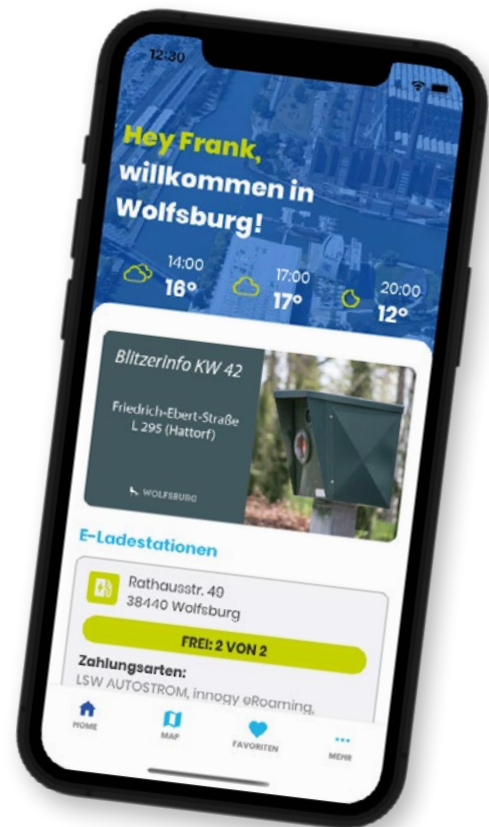 12:30
Hey Frank,
willkommen in
Wolfsburg!
14:00
16°
17:00
17°
20:00
12°
BlitzerInfo KW 42
Friedrich-Ebert-Straße
L 295 (Hattorf)
WOLFSBURG
E-Ladestationen
Rathausstr. 49
38440 Wolfsburg
FREI: 2 VON 2
Zahlungsarten:
LSW AUTOSTROM, innogy eRoaming,
HOME
MAP
FAVORITEN
MEHR